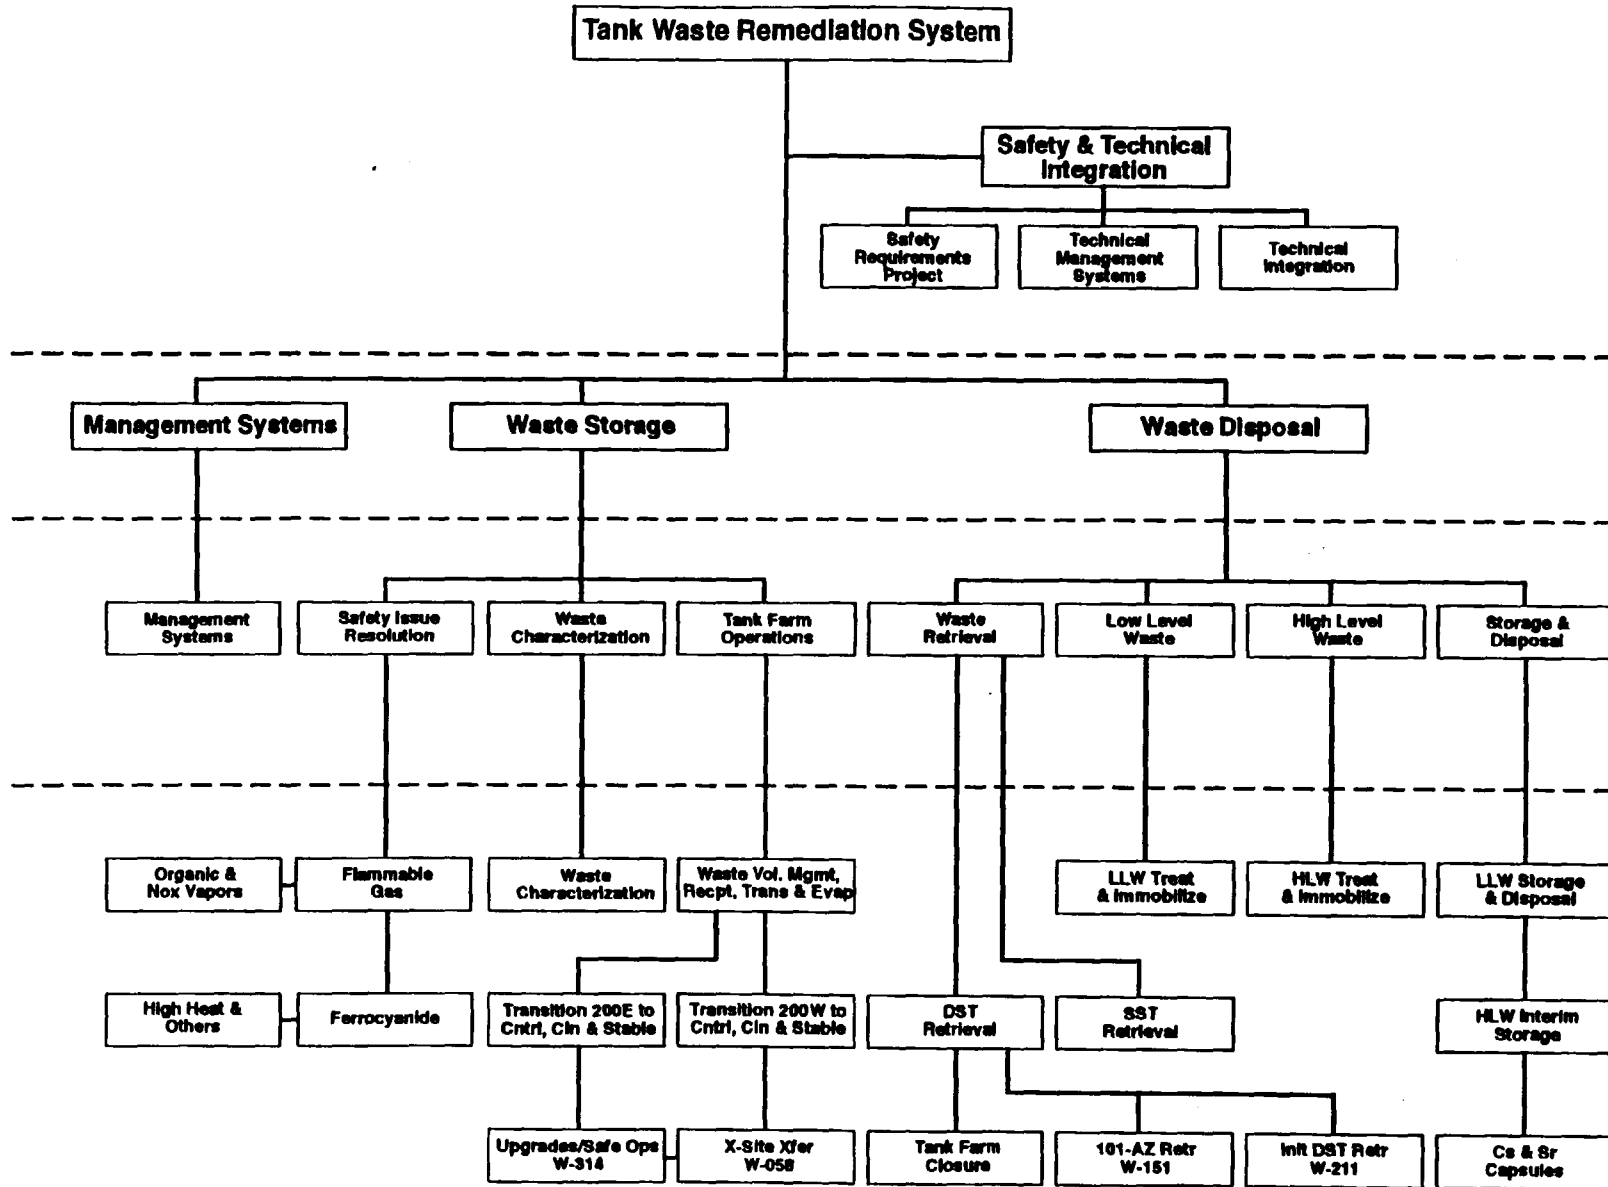 Tank Waste Remediation System
Safety & Technical
Integration
Safety
Requirements
Project
Technical
Management
Systems
Technical
Integration
Management Systems
Waste Storage
Waste Disposal
Management
Systems
Safety Issue
Resolution
Waste
Characterization
Tank Farm
Operations
Waste
Retrieval
Low Level
Waste
High Level
Waste
Storage &
Disposal
Organic &
Nox Vapors
Flammable
Gas
Waste
Characterization
Waste Vol. Mgmt,
Recpt, Trans & Evap
LLW Treat
& Immobilize
HLW Treat
& Immobilize
LLW Storage
& Disposal
High Heat &
Others
Ferrocyanide
Transition 200E to
Cntrl, Cln & Stable
Transition 200W to
Cntrl, Cln & Stable
DST
Retrieval
SST
Retrieval
HLW Interim
Storage
Upgrades/Safe Ops
W-314
X-Site Xfer
W-058
Tank Farm
Closure
101-AZ Retr
W-151
Init DST Retr
W-211
Cs & Sr
Capsules